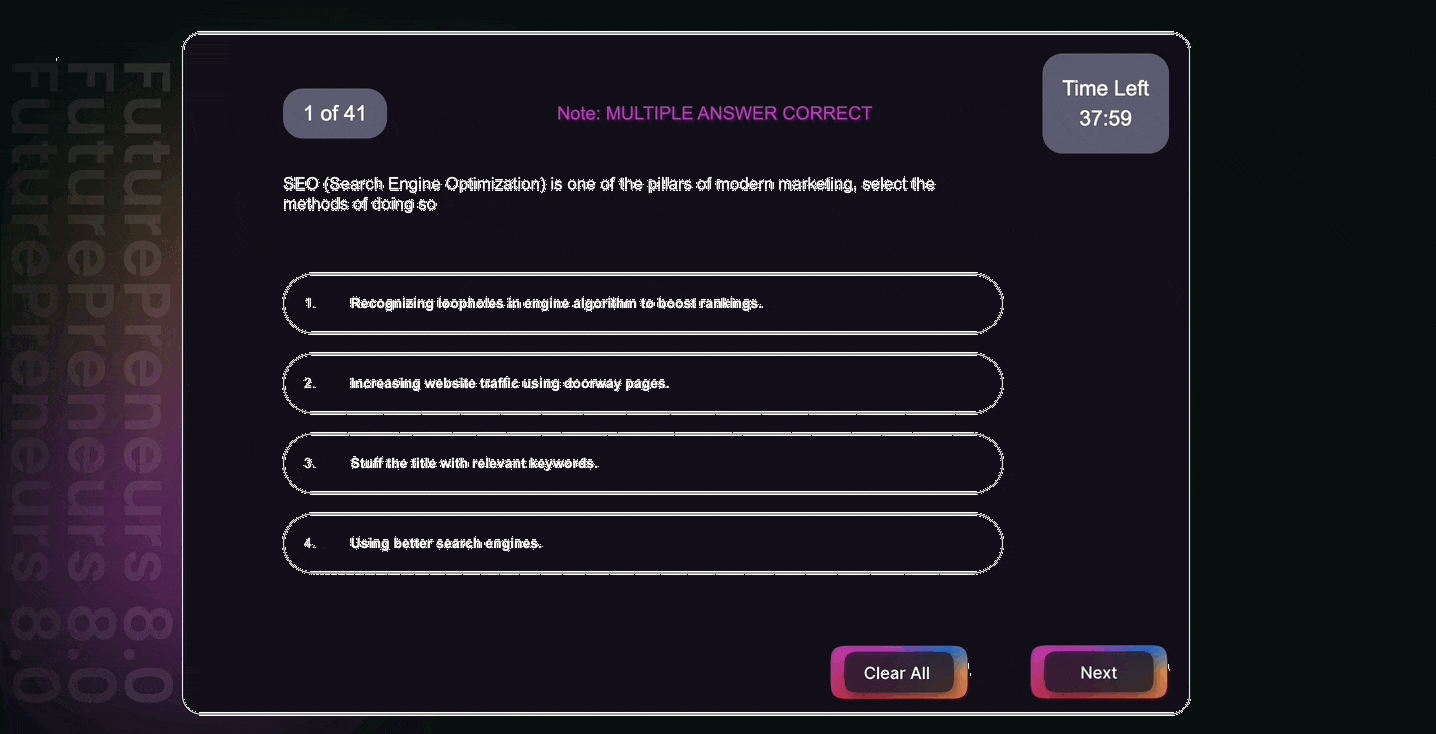 FuturePreneurs 8.0
FuturePreneurs 8.0
FuturePreneurs 8.0
1 of 41
Note: MULTIPLE ANSWER CORRECT
Time Left
37:59
SEO (Search Engine Optimization) is one of the pillars of modern marketing, select the
methods of doing so
1. Recognizing loopholes in engine algorithm to boost rankings.
2. Increasing website traffic using doorway pages.
3. Stuff the title with relevant keywords.
4. Using better search engines.
Clear All
Next